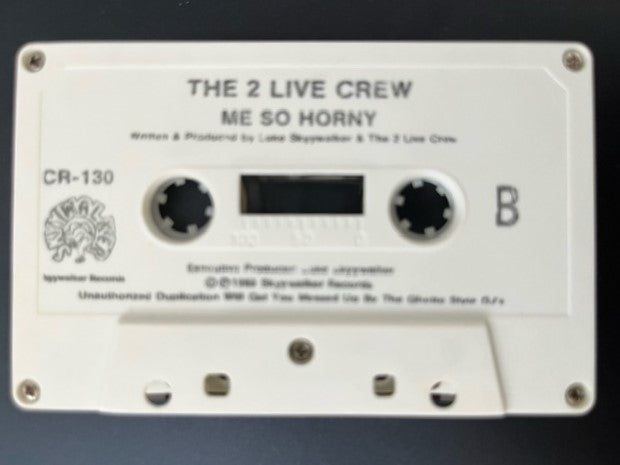 THE 2 LIVE CREW
ME SO HORNY
Written & Produced by Luke Skyywalker & The 2 Live Crew
CR-130
B
Skyywalker Records
Executive Producer: Luke Skyywalker
Skyywalker Records
Unauthorized Duplication Will Get You Messed Up By The Ghetto Style DJ's